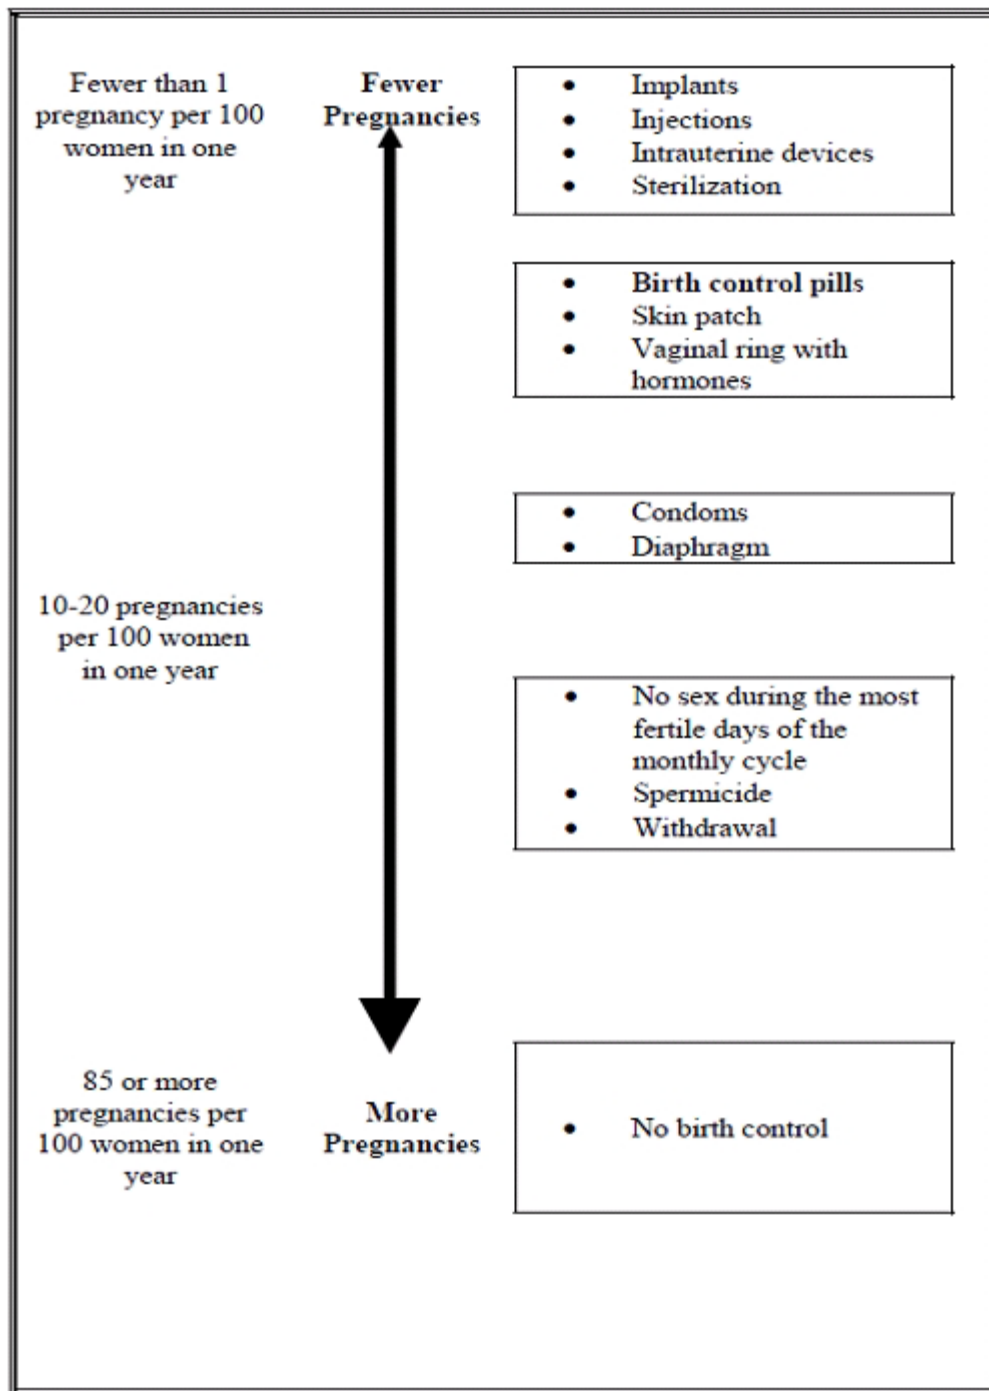 Fewer than 1
pregnancy per 100
women in one
year
Fewer
Pregnancies
• Implants
• Injections
• Intrauterine devices
• Sterilization
• Birth control pills
• Skin patch
• Vaginal ring with
hormones
• Condoms
• Diaphragm
10-20 pregnancies
per 100 women
in one year
• No sex during the most
fertile days of the
monthly cycle
• Spermicide
• Withdrawal
85 or more
pregnancies per
100 women in one
year
More
Pregnancies
• No birth control